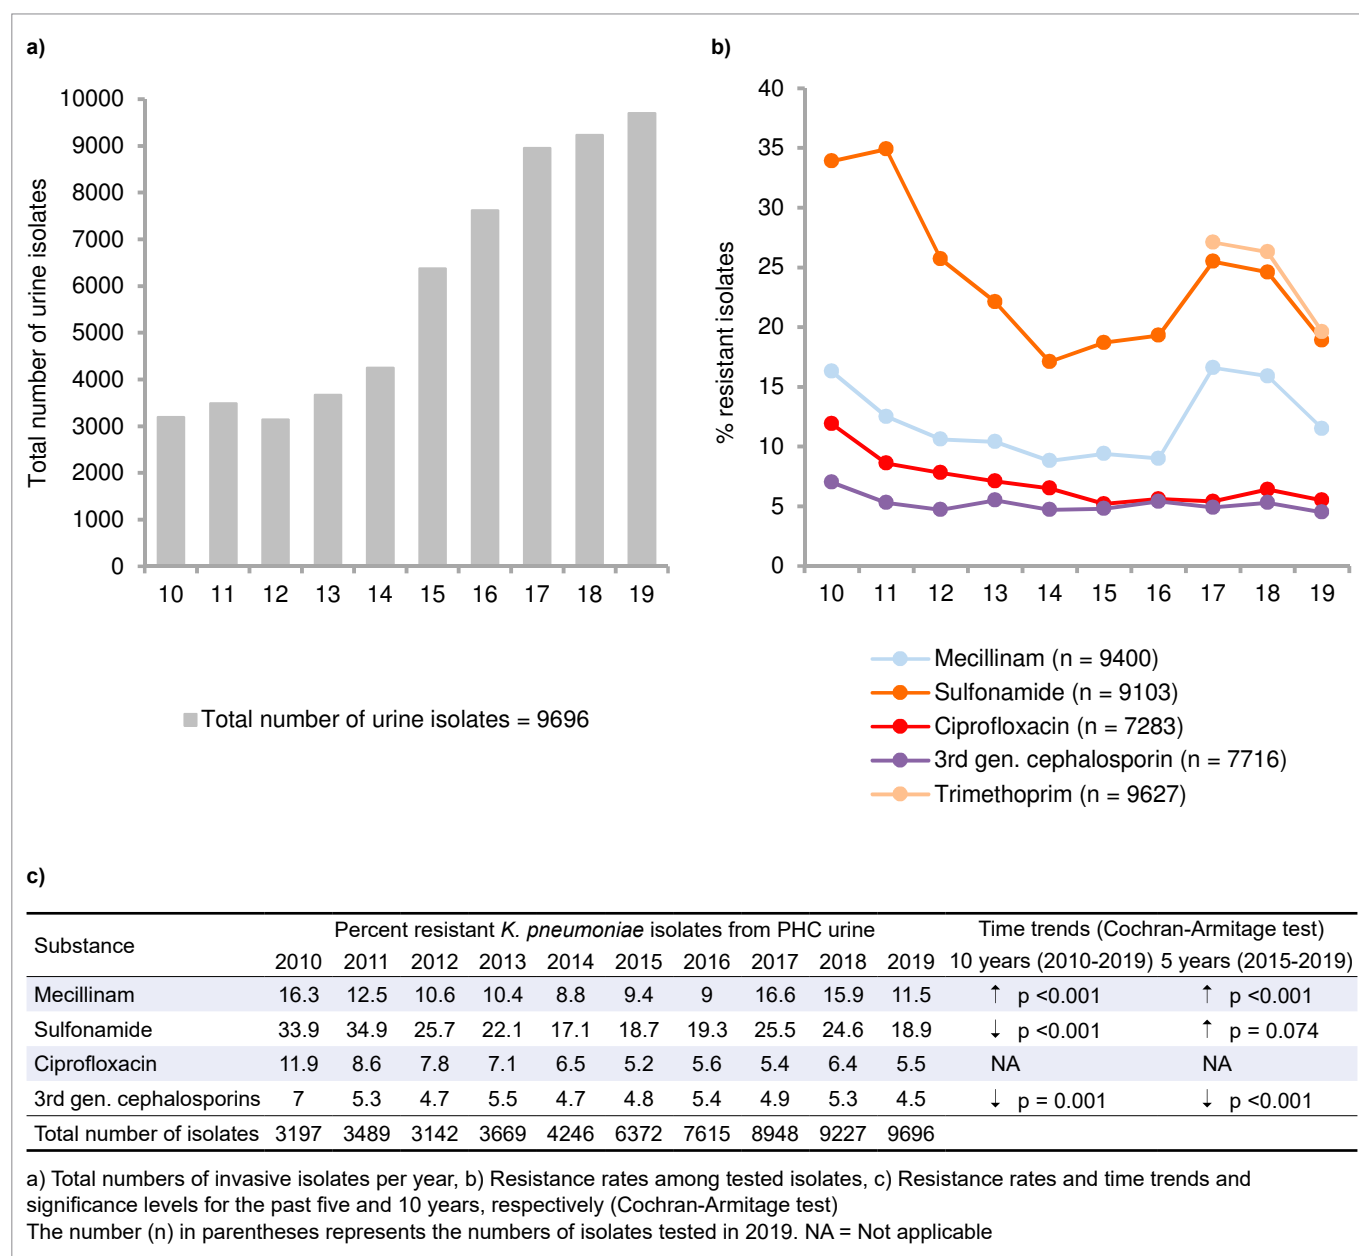 a)
b)
Total number of urine isolates
10000
9000
8000
7000
6000
5000
4000
3000
2000
1000
0
10 11 12 13 14 15 16 17 18 19
Total number of urine isolates = 9696
% resistant isolates
40
35
30
25
20
15
10
5
0
10 11 12 13 14 15 16 17 18 19
Mecillinam (n = 9400)
Sulfonamide (n = 9103)
Ciprofloxacin (n = 7283)
3rd gen. cephalosporin (n = 7716)
Trimethoprim (n = 9627)
c)
Substance Percent resistant K. pneumoniae isolates from PHC urine Time trends (Cochran-Armitage test)
2010 2011 2012 2013 2014 2015 2016 2017 2018 2019 10 years (2010-2019) 5 years (2015-2019)
Mecillinam 16.3 12.5 10.6 10.4 8.8 9.4 9 16.6 15.9 11.5 ↑ p <0.001 ↑ p <0.001
Sulfonamide 33.9 34.9 25.7 22.1 17.1 18.7 19.3 25.5 24.6 18.9 ↓ p <0.001 ↑ p = 0.074
Ciprofloxacin 11.9 8.6 7.8 7.1 6.5 5.2 5.6 5.4 6.4 5.5 NA NA
3rd gen. cephalosporins 7 5.3 4.7 5.5 4.7 4.8 5.4 4.9 5.3 4.5 ↓ p = 0.001 ↓ p <0.001
Total number of isolates 3197 3489 3142 3669 4246 6372 7615 8948 9227 9696
a) Total numbers of invasive isolates per year, b) Resistance rates among tested isolates, c) Resistance rates and time trends and
significance levels for the past five and 10 years, respectively (Cochran-Armitage test)
The number (n) in parentheses represents the numbers of isolates tested in 2019. NA = Not applicable